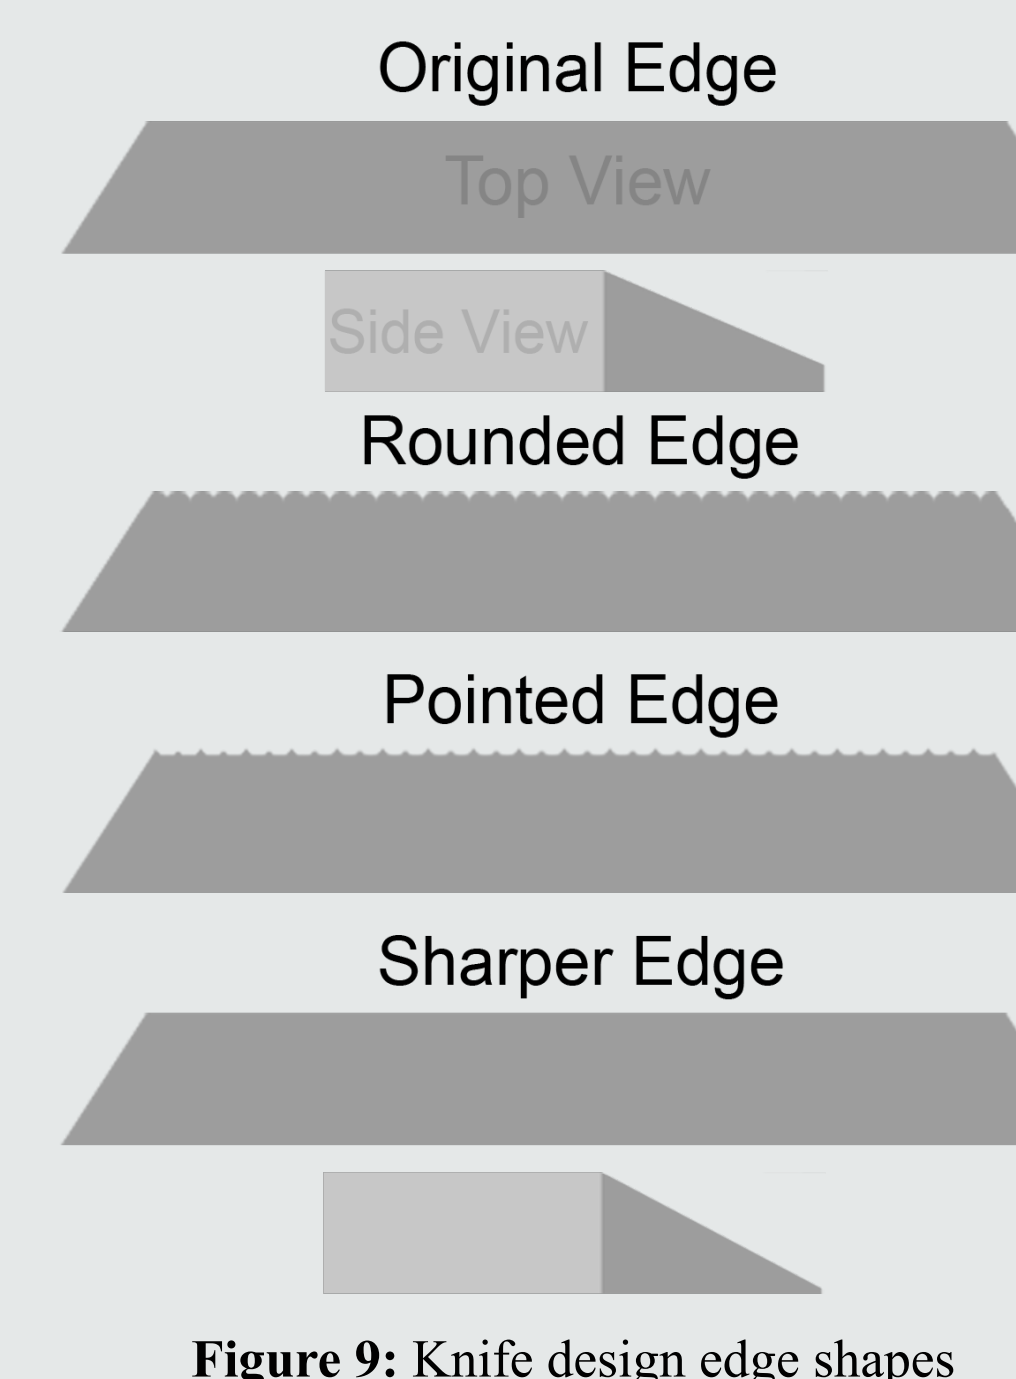 Original Edge
Top View
Side View
Rounded Edge
Pointed Edge
Sharper Edge
Figure 9: Knife design edge shapes